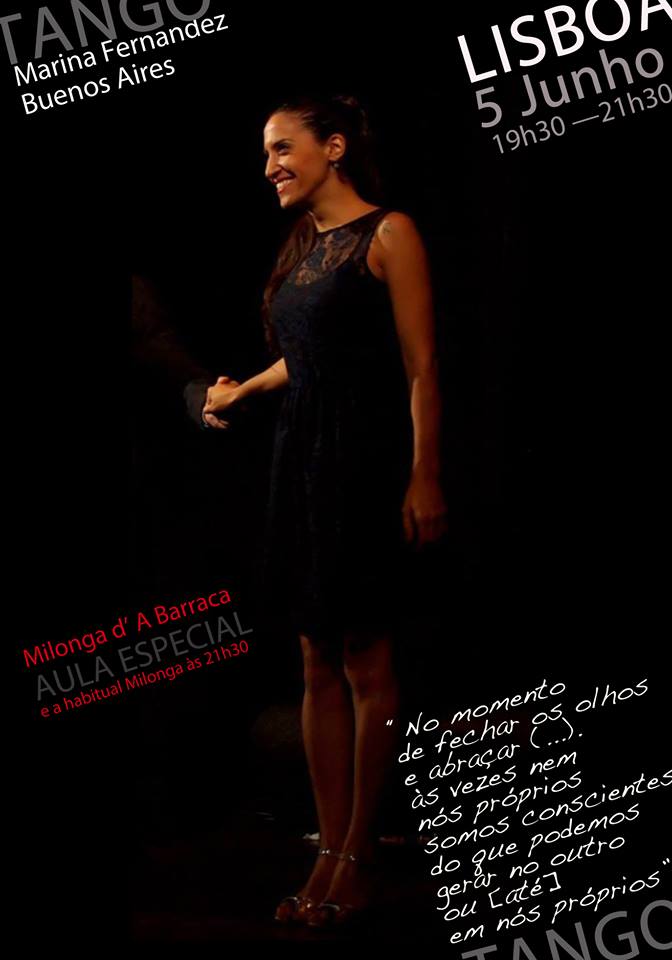 TANGO
Marina Fernandez
Buenos Aires
LISBOA
5 Junho
19h30 —21h30
Milonga d' A Barraca
AULA ESPECIAL
e a habitual Milonga às 21h30
" No momento
de fechar os olhos
e abraçar (...).
às vezes nem
nós próprios
somos conscientes
do que podemos
gerar no outro
ou [até]
em nós próprios"
TANGO